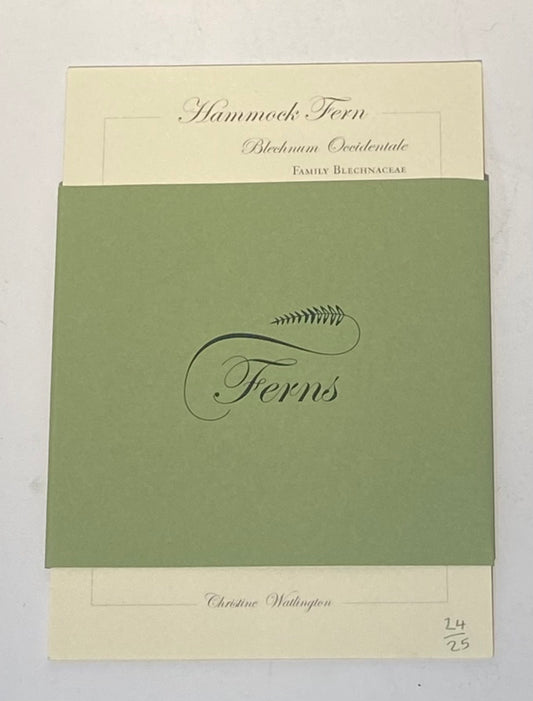 Hammock Fern
Blechnum Occidentale
Family Blechnaceae
Ferns
Christine Watlington
24
25